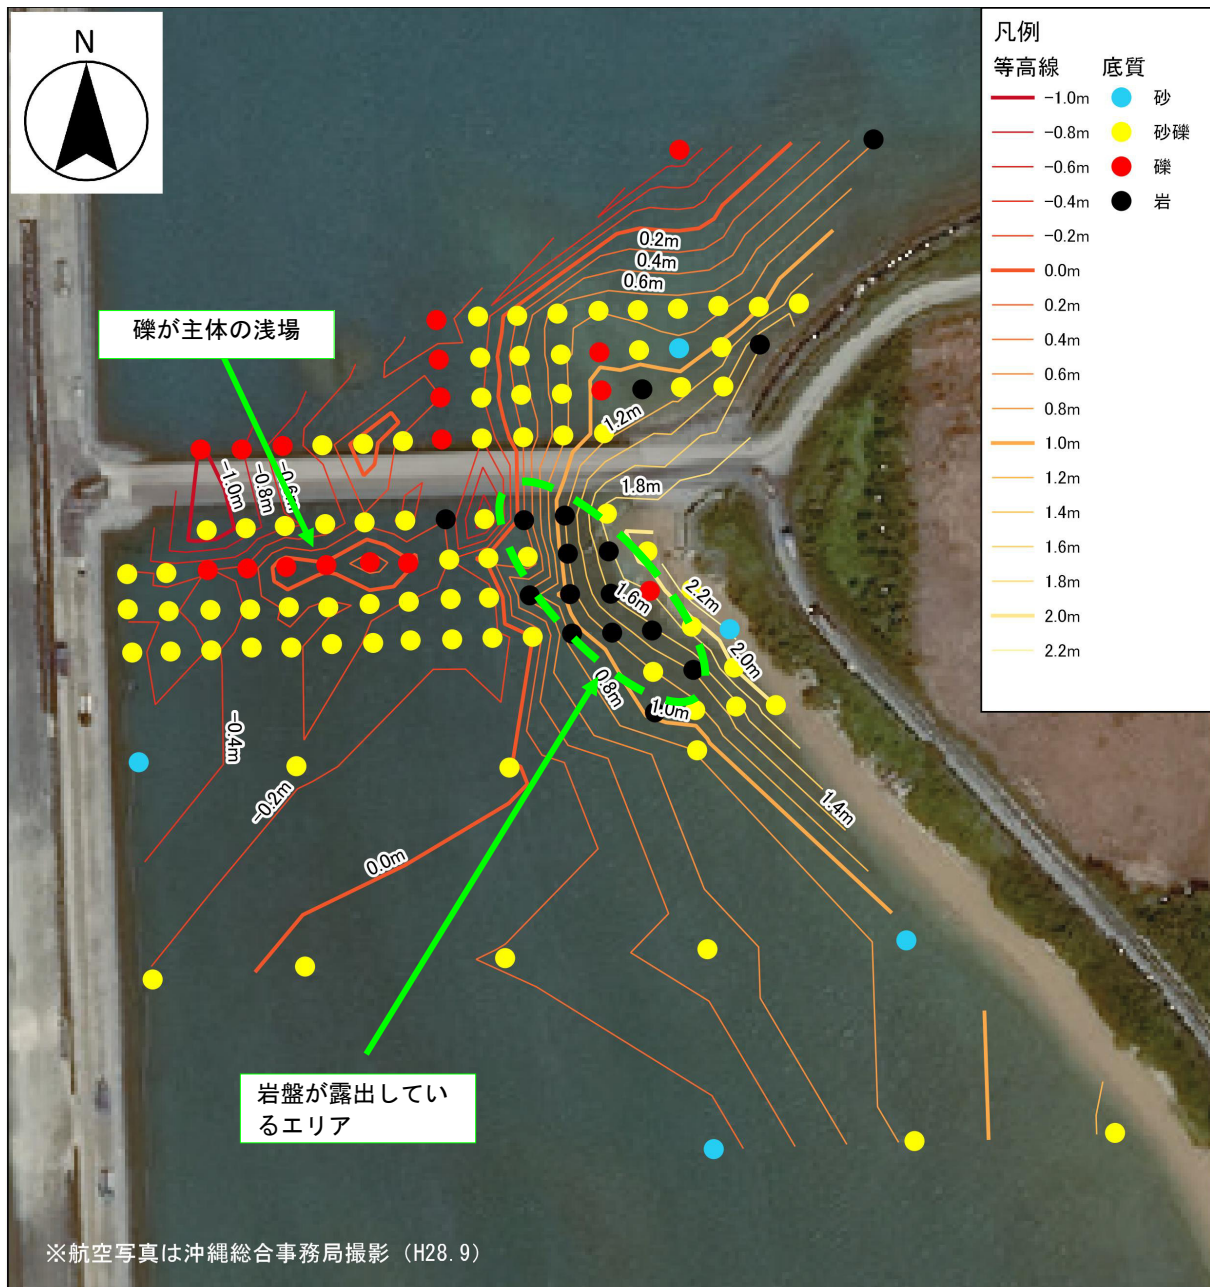 N
凡例
等高線 底質
-1.0m 砂
-0.8m 砂礫
-0.6m 礫
-0.4m 岩
-0.2m
0.0m
0.2m
0.4m
0.6m
0.8m
1.0m
1.2m
1.4m
1.6m
1.8m
2.0m
2.2m
0.2m
0.4m
0.6m
礫が主体の浅場
1.2m
-1.0m
-0.8m
-0.6m
1.8m
1.6m
2.2m
2.0m
0.8m
1.0m
-0.4m
-0.2m
1.4m
0.0m
岩盤が露出してい
るエリア
※航空写真は沖縄総合事務局撮影（H28.9）